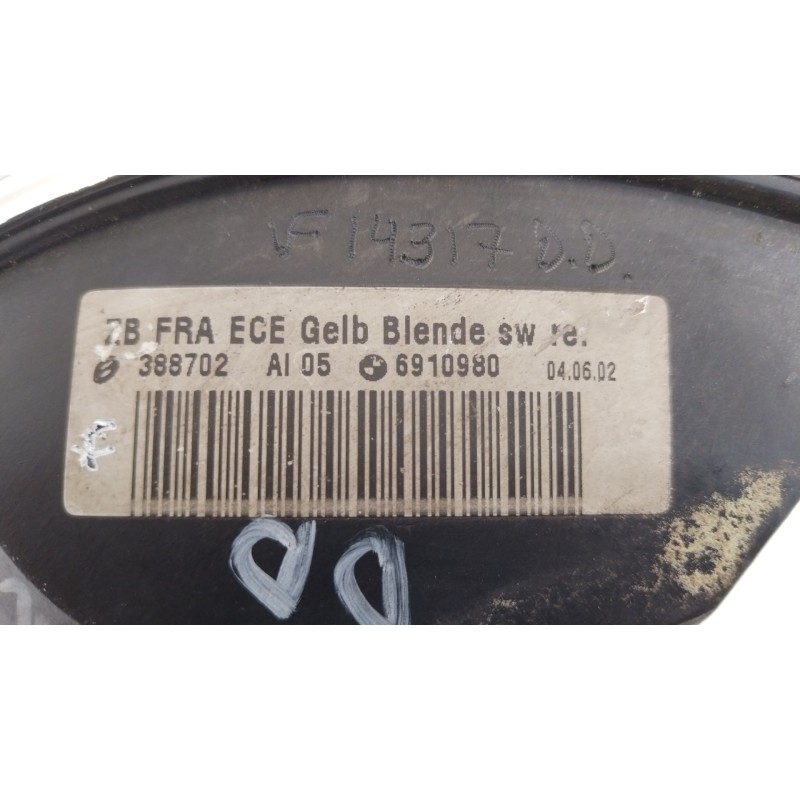 VF 14317 D.D.
ZB FRA ECE Gelb Blende sw re.
388702 AI 05 6910980 04.06.02
DD